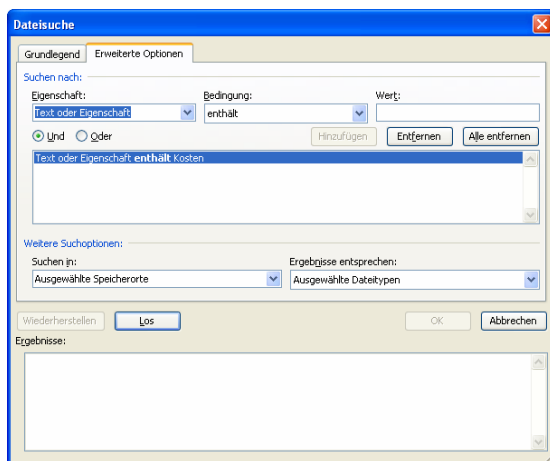 Dateisuche
Grundlegend Erweiterte Optionen
Suchen nach:
Eigenschaft: Bedingung: Wert:
Text oder Eigenschaft enthält
Und Oder Hinzufügen Entfernen Alle entfernen
Text oder Eigenschaft enthält Kosten
Weitere Suchoptionen:
Suchen in: Ergebnisse entsprechen:
Ausgewählte Speicherorte Ausgewählte Dateitypen
Wiederherstellen Los OK Abbrechen
Ergebnisse: